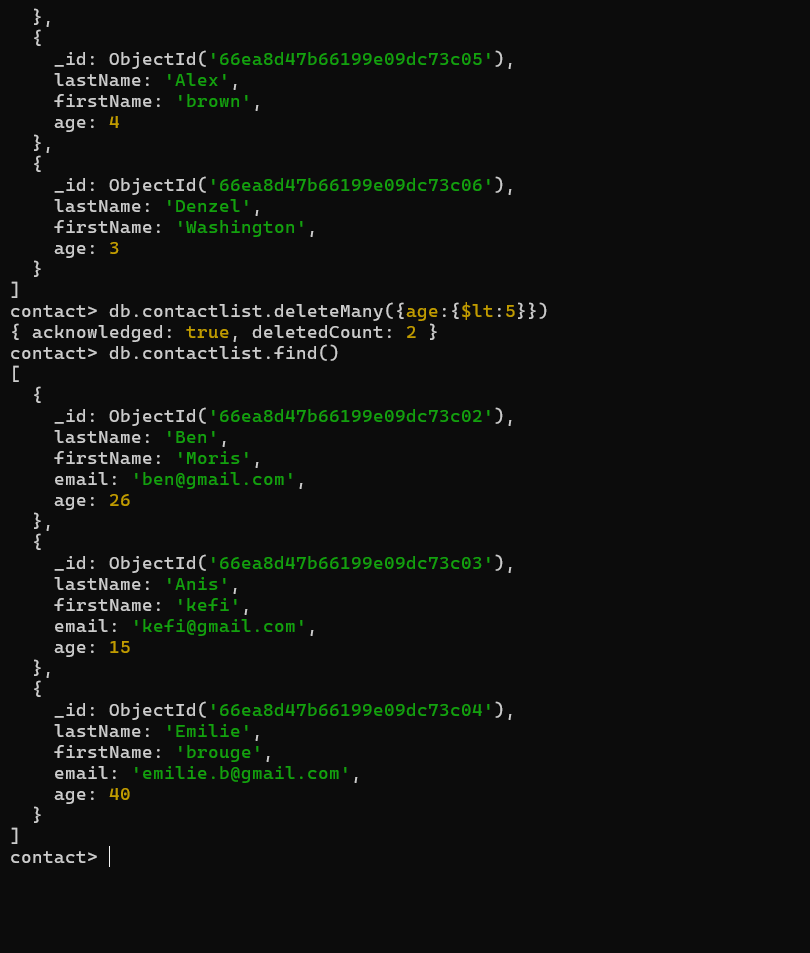 },
  {
    _id: ObjectId('66ea8d47b66199e09dc73c05'),
    lastName: 'Alex',
    firstName: 'brown',
    age: 4
  },
  {
    _id: ObjectId('66ea8d47b66199e09dc73c06'),
    lastName: 'Denzel',
    firstName: 'Washington',
    age: 3
  }
]
contact> db.contactlist.deleteMany({age:{$lt:5}})
{ acknowledged: true, deletedCount: 2 }
contact> db.contactlist.find()
[
  {
    _id: ObjectId('66ea8d47b66199e09dc73c02'),
    lastName: 'Ben',
    firstName: 'Moris',
    email: 'ben@gmail.com',
    age: 26
  },
  {
    _id: ObjectId('66ea8d47b66199e09dc73c03'),
    lastName: 'Anis',
    firstName: 'kefi',
    email: 'kefi@gmail.com',
    age: 15
  },
  {
    _id: ObjectId('66ea8d47b66199e09dc73c04'),
    lastName: 'Emilie',
    firstName: 'brouge',
    email: 'emilie.b@gmail.com',
    age: 40
  }
]
contact>